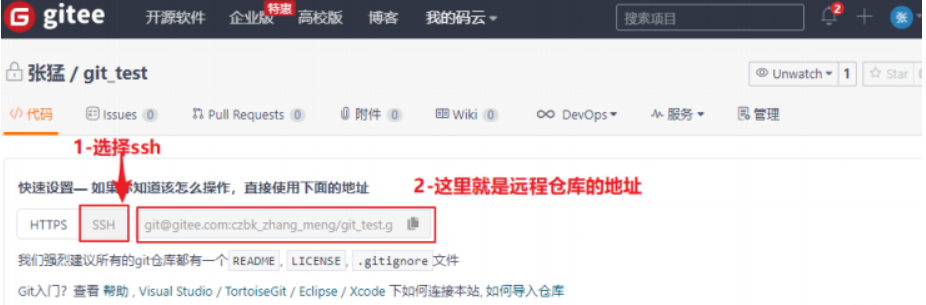 G gitee 开源软件 企业版 特惠 高校版 博客 我的码云 搜索项目 2 张
张猛 / git_test Unwatch 1 Star
</> 代码 Issues 0 Pull Requests 0 附件 0 Wiki 0 DevOps 服务 管理
1-选择ssh
快速设置— 如果你知道该怎么操作，直接使用下面的地址 2-这里就是远程仓库的地址
HTTPS SSH git@gitee.com:czbk_zhang_meng/git_test.g
我们强烈建议所有的git仓库都有一个 README , LICENSE , .gitignore 文件
Git入门？查看 帮助 , Visual Studio / TortoiseGit / Eclipse / Xcode 下如何连接本站, 如何导入仓库